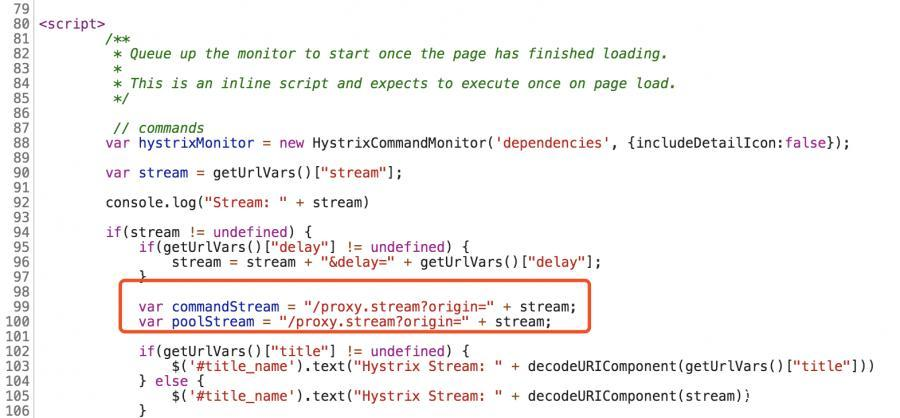 79
80 <script>
81 /**
82 * Queue up the monitor to start once the page has finished loading.
83 *
84 * This is an inline script and expects to execute once on page load.
85 */
86
87 // commands
88 var hystrixMonitor = new HystrixCommandMonitor('dependencies', {includeDetailIcon:false});
89
90 var stream = getUrlVars()["stream"];
91
92 console.log("Stream: " + stream)
93
94 if(stream != undefined) {
95 if(getUrlVars()["delay"] != undefined) {
96 stream = stream + "&delay=" + getUrlVars()["delay"];
97 }
98
99 var commandStream = "/proxy.stream?origin=" + stream;
100 var poolStream = "/proxy.stream?origin=" + stream;
101
102 if(getUrlVars()["title"] != undefined) {
103 $('#title_name').text("Hystrix Stream: " + decodeURIComponent(getUrlVars()["title"]))
104 } else {
105 $('#title_name').text("Hystrix Stream: " + decodeURIComponent(stream))
106 }